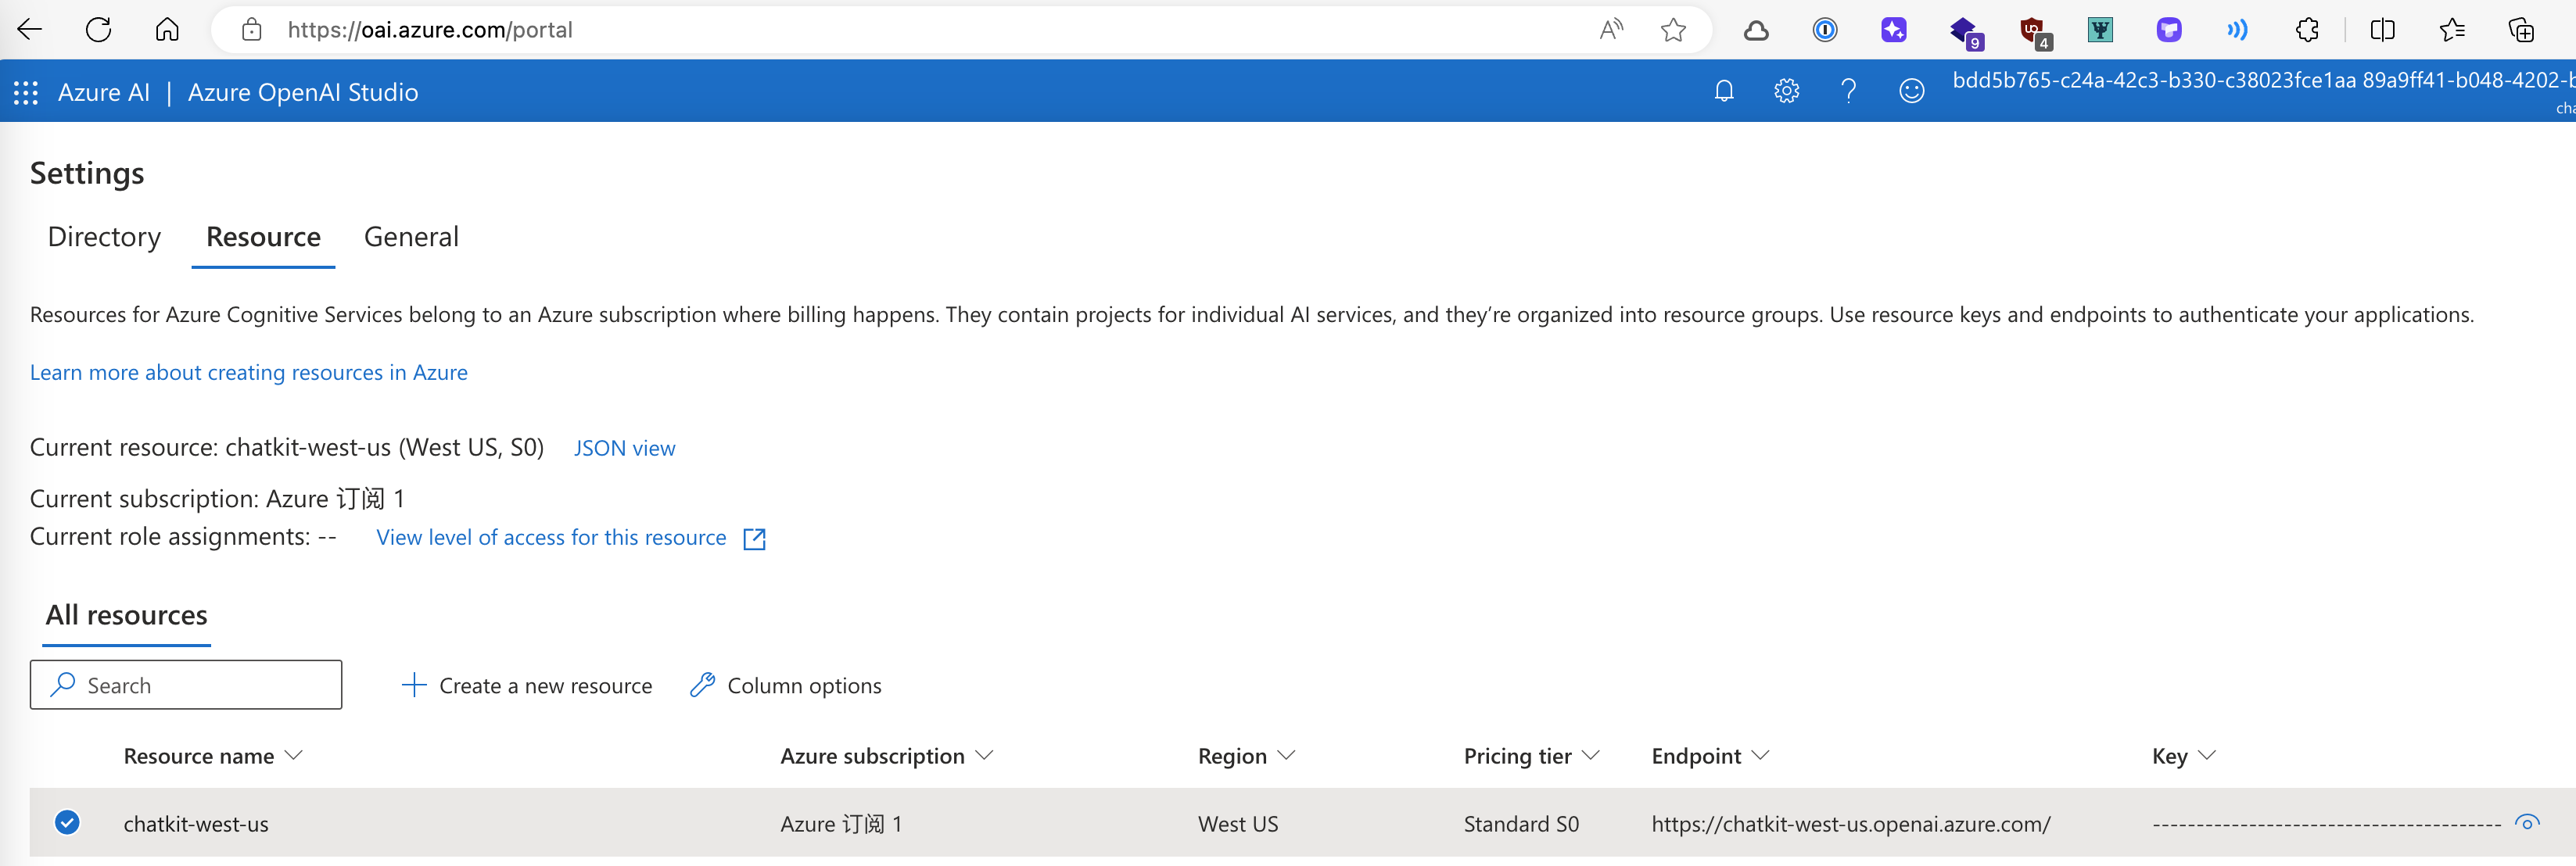 https://oai.azure.com/portal
9
4
Azure AI | Azure OpenAI Studio
bdd5b765-c24a-42c3-b330-c38023fce1aa 89a9ff41-b048-4202-b
cha
Settings
Directory Resource General
Resources for Azure Cognitive Services belong to an Azure subscription where billing happens. They contain projects for individual AI services, and they’re organized into resource groups. Use resource keys and endpoints to authenticate your applications.
Learn more about creating resources in Azure
Current resource: chatkit-west-us (West US, S0) JSON view
Current subscription: Azure 订阅 1
Current role assignments: -- View level of access for this resource
All resources
Search Create a new resource Column options
Resource name Azure subscription Region Pricing tier Endpoint Key
chatkit-west-us Azure 订阅 1 West US Standard S0 https://chatkit-west-us.openai.azure.com/ ----------------------------------------